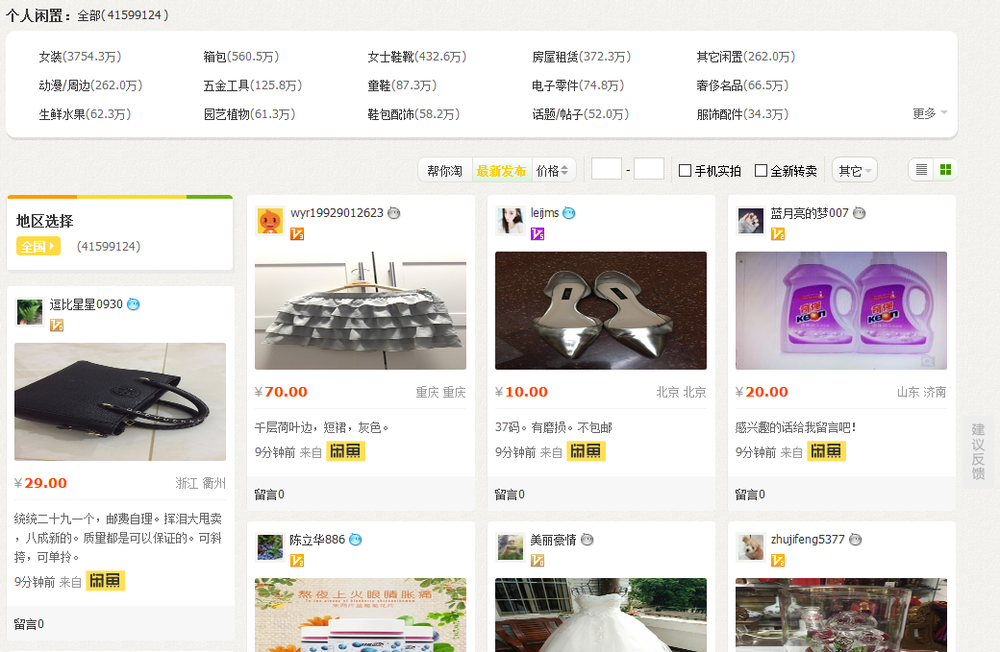 个人闲置：全部( 41599124 )
女装(3754.3万) 箱包(560.5万) 女士鞋靴(432.6万) 房屋租赁(372.3万) 其它闲置(262.0万)
动漫/周边(262.0万) 五金工具(125.8万) 童鞋(87.3万) 电子零件(74.8万) 奢侈名品(66.5万)
生鲜水果(62.3万) 园艺植物(61.3万) 鞋包配饰(58.2万) 话题/帖子(52.0万) 服饰配件(34.3万) 更多
帮你淘 最新发布 价格 - 手机实拍 全新转卖 其它
地区选择
全国 (41599124)
逗比星星0930
¥29.00 浙江 衢州
统统二十九一个，邮费自理。挥泪大甩卖
，八成新的。质量都是可以保证的。可斜
挎，可单拎。
9分钟前 来自 闲鱼
留言0
wyr19929012623
¥70.00 重庆 重庆
千层荷叶边，短裙，灰色。
9分钟前 来自 闲鱼
留言0
leijms
¥10.00 北京 北京
37码。有磨损。不包邮
9分钟前 来自 闲鱼
留言0
蓝月亮的梦007
KEON
KEON
¥20.00 山东 济南
感兴趣的话给我留言吧!
9分钟前 来自 闲鱼
留言0
陈立华886
熬夜上火眼睛胀痛
美丽豪情
zhujifeng5377
建议反馈